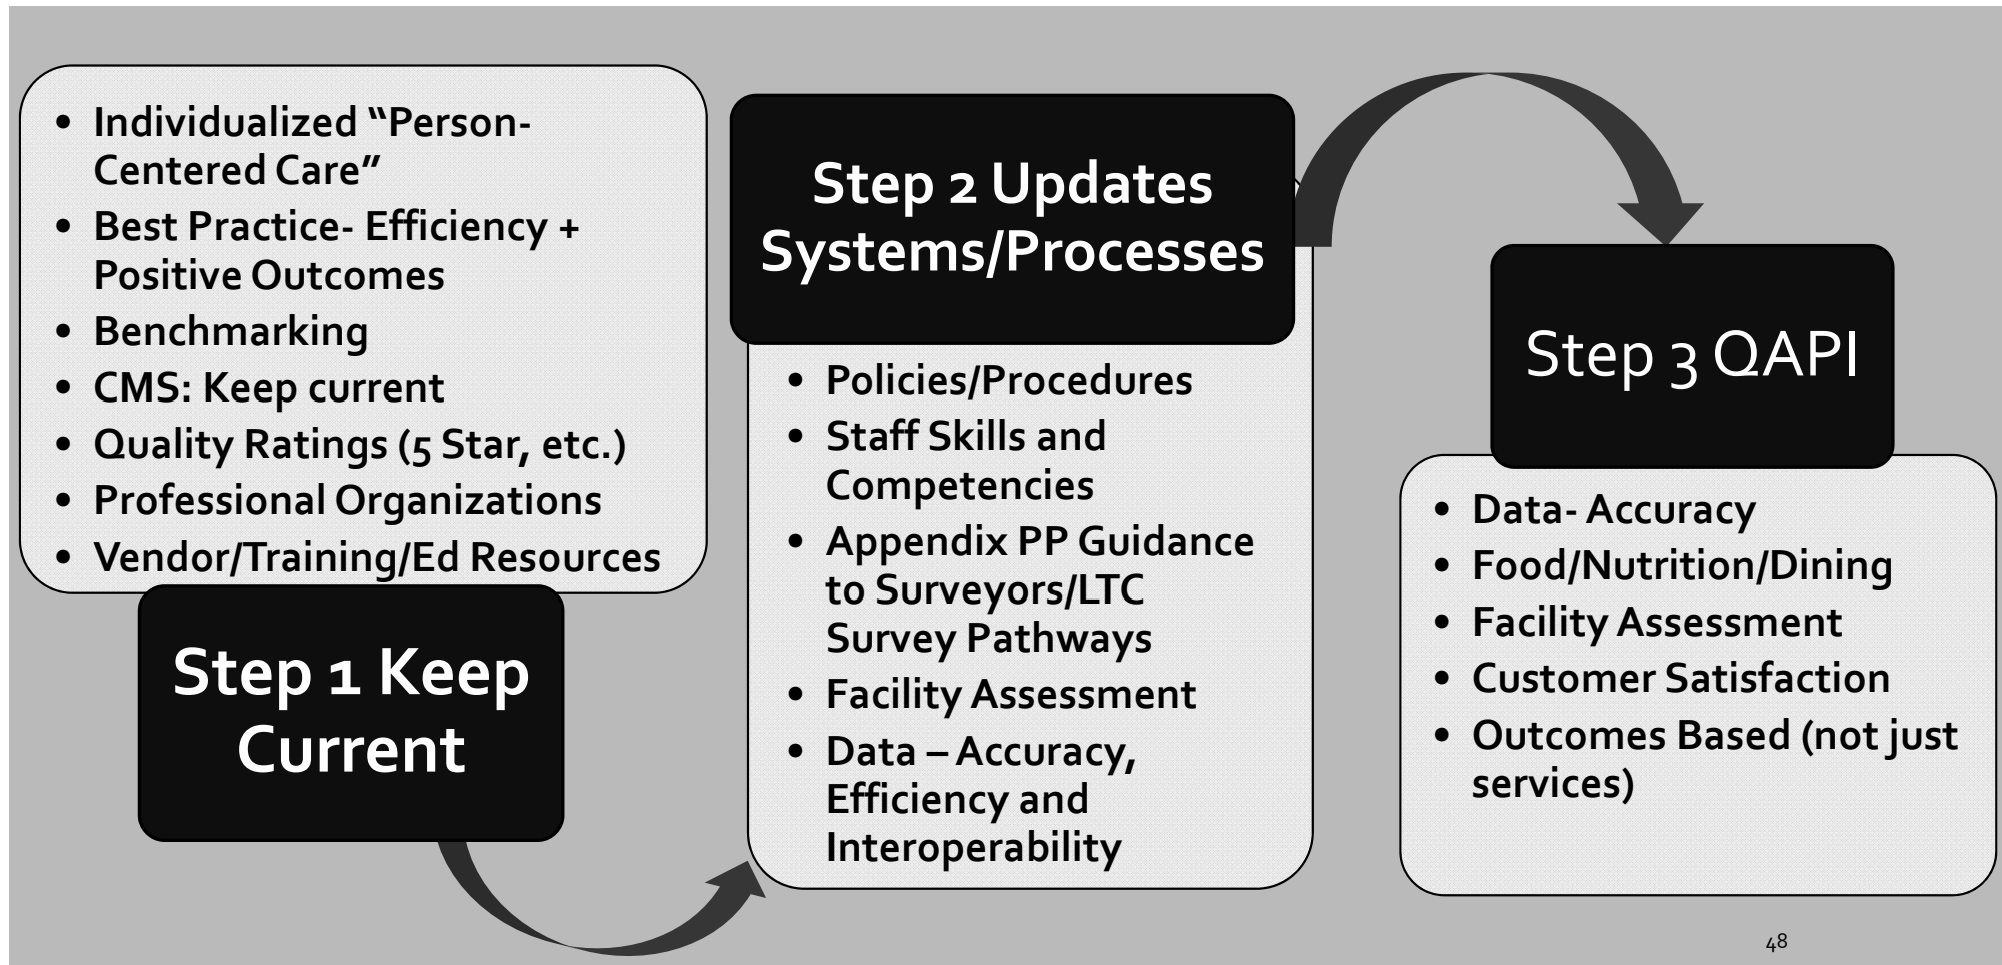 • Individualized “Person-
Centered Care”
• Best Practice- Efficiency +
Positive Outcomes
• Benchmarking
• CMS: Keep current
• Quality Ratings (5 Star, etc.)
• Professional Organizations
• Vendor/Training/Ed Resources
Step 1 Keep
Current
Step 2 Updates
Systems/Processes
• Policies/Procedures
• Staff Skills and
Competencies
• Appendix PP Guidance
to Surveyors/LTC
Survey Pathways
• Facility Assessment
• Data – Accuracy,
Efficiency and
Interoperability
Step 3 QAPI
• Data- Accuracy
• Food/Nutrition/Dining
• Facility Assessment
• Customer Satisfaction
• Outcomes Based (not just
services)
48